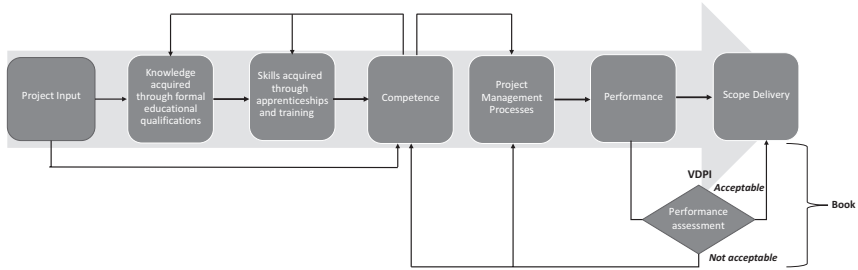 Project Input
Knowledge
acquired
through formal
educational
qualifications
Skills acquired
through
apprenticeships
and training
Competence
Project
Management
Processes
Performance
Scope Delivery
VDPI
Acceptable
Performance
assessment
Not acceptable
Book